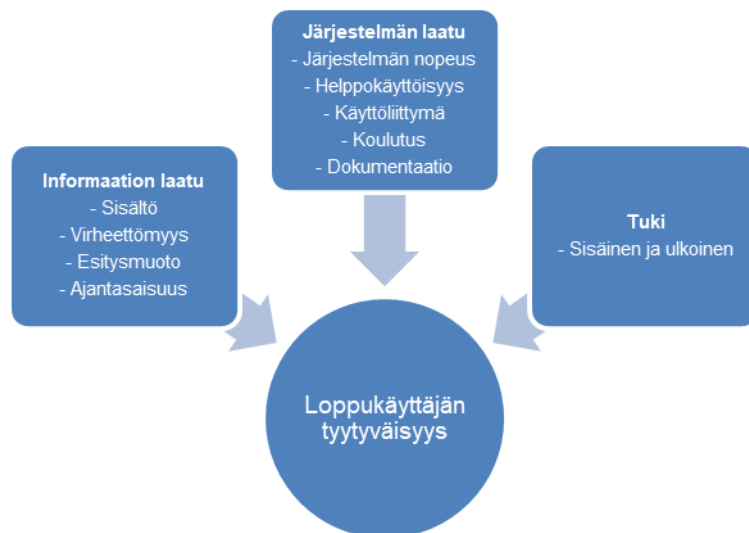 Järjestelmän laatu
- Järjestelmän nopeus
- Helppokäyttöisyys
- Käyttöliittymä
- Koulutus
- Dokumentaatio
Informaation laatu
- Sisältö
- Virheettömyys
- Esitysmuoto
- Ajantasaisuus
Tuki
- Sisäinen ja ulkoinen
Loppukäyttäjän
tyytyväisyys